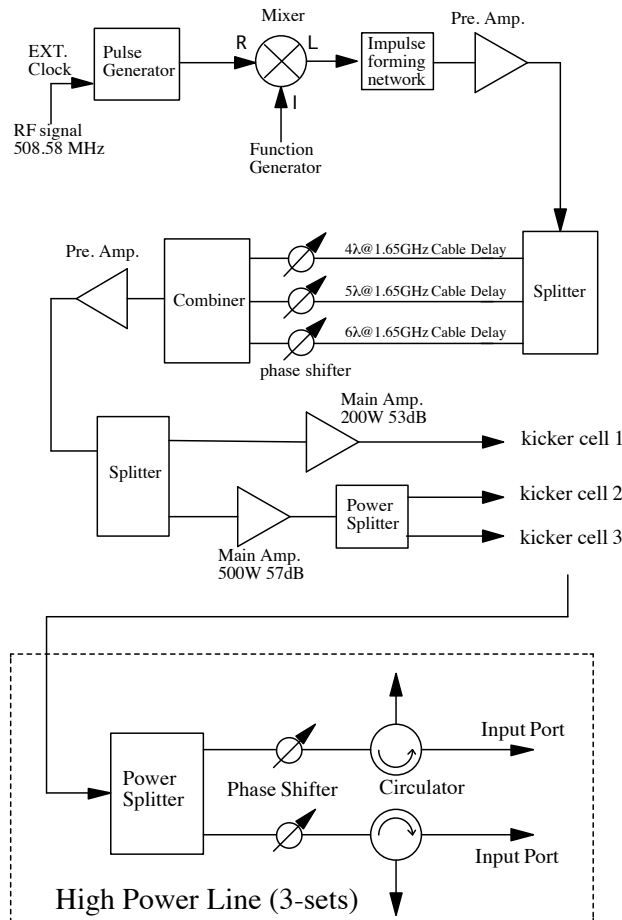 Mixer
Pre. Amp.
EXT.
Clock
Pulse
Generator
R
L
Impulse
forming
network
I
RF signal
508.58 MHz
Function
Generator
Pre. Amp.
Combiner
4λ@1.65GHz Cable Delay
5λ@1.65GHz Cable Delay
6λ@1.65GHz Cable Delay
phase shifter
Splitter
Main Amp.
200W 53dB
kicker cell 1
Splitter
Power
Splitter
kicker cell 2
kicker cell 3
Main Amp.
500W 57dB
Power
Splitter
Phase Shifter
Circulator
Input Port
Input Port
High Power Line (3-sets)